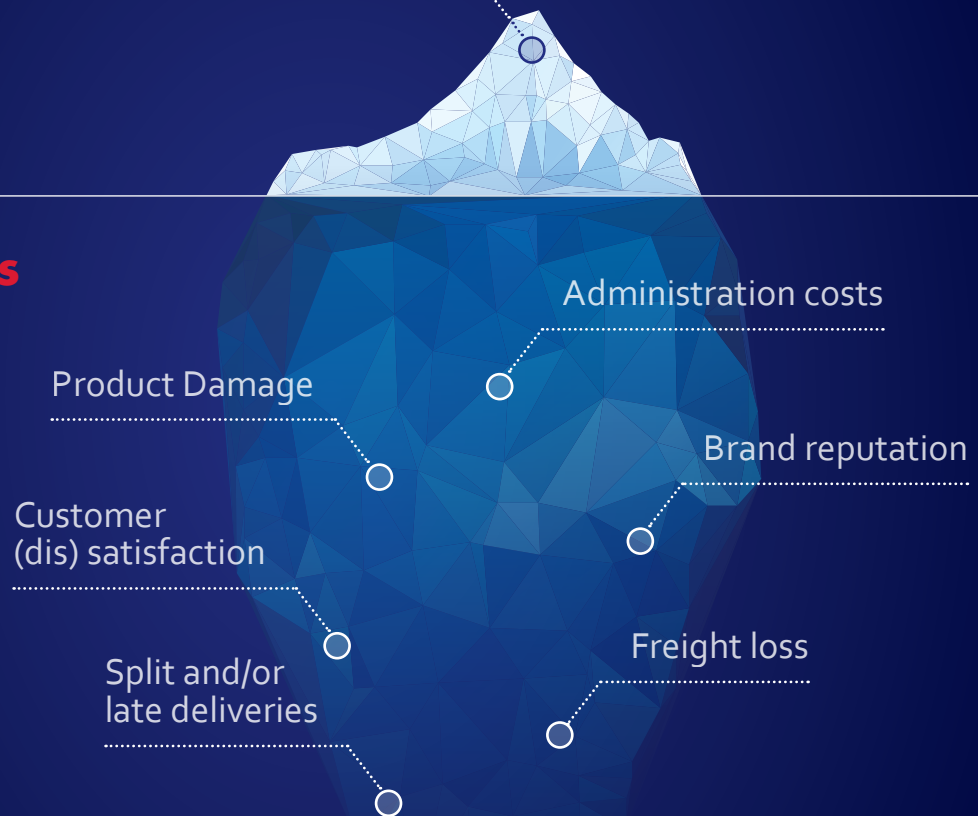 s
Administration costs
Product Damage
Brand reputation
Customer
(dis) satisfaction
Freight loss
Split and/or
late deliveries